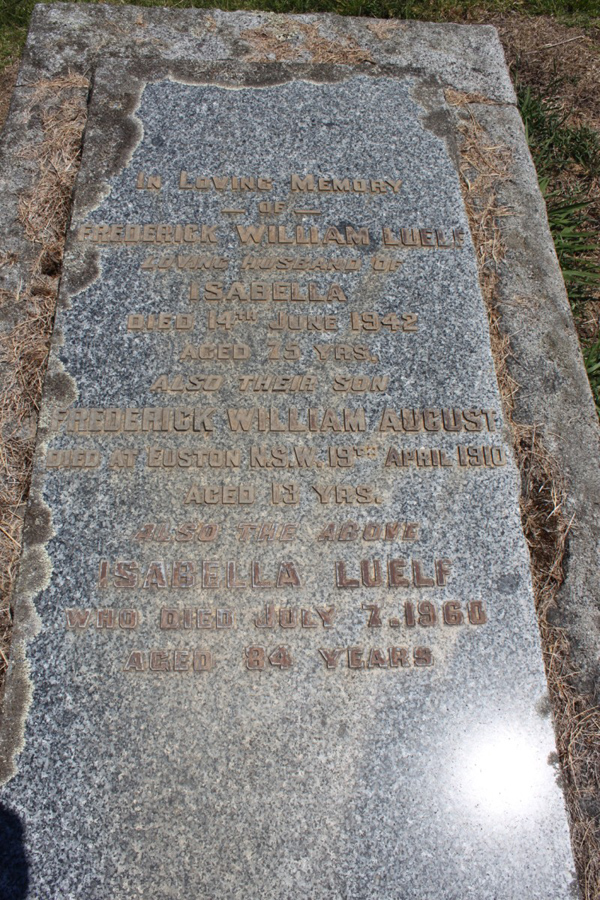 In Loving Memory
— OF —
FREDERICK WILLIAM LUELF
LOVING HUSBAND OF
ISABELLA
DIED 14TH JUNE 1942
AGED 75 YRS.
ALSO THEIR SON
FREDERICK WILLIAM AUGUST
DIED AT EUSTON N.S.W. 19TH APRIL 1910
AGED 13 YRS.
ALSO THE ABOVE
ISABELLA LUELF
WHO DIED JULY 7.1960
AGED 84 YEARS